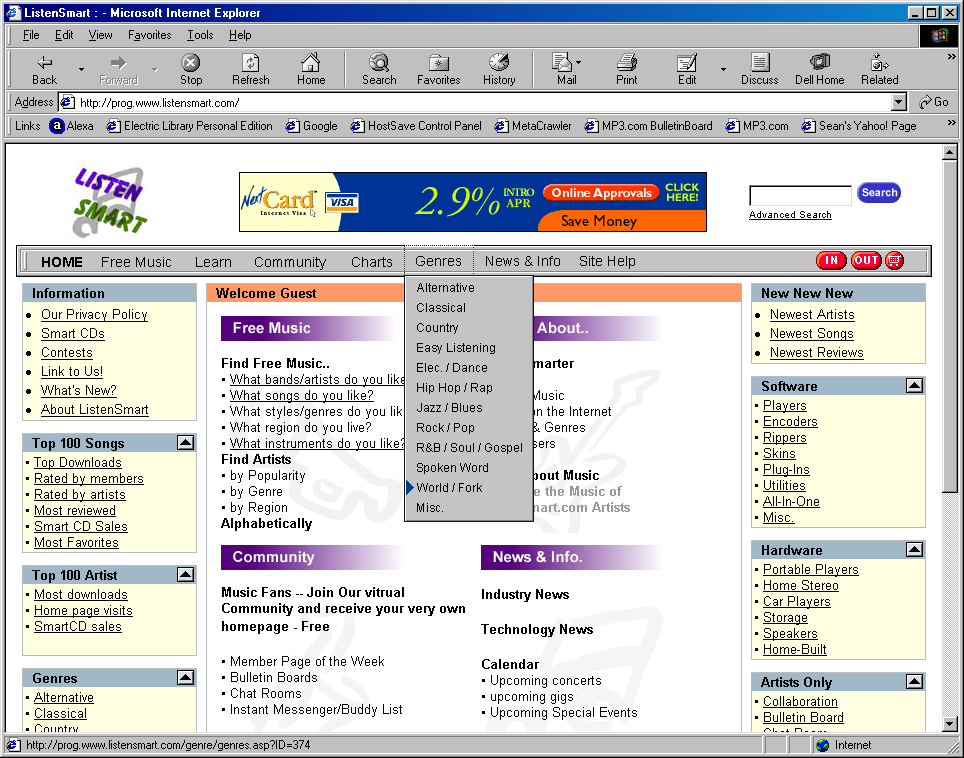 ListenSmart : - Microsoft Internet Explorer
File Edit View Favorites Tools Help
Back Forward Stop Refresh Home Search Favorites History Mail Print Edit Discuss Dell Home Related
Address http://prog.www.listensmart.com/ Go
Links Alexa Electric Library Personal Edition Google HostSave Control Panel MetaCrawler MP3.com BulletinBoard MP3.com Sean's Yahoo! Page
LISTEN
SMART
NextCard VISA
Internet Visa
2.9% INTRO APR
Online Approvals CLICK HERE!
Save Money
Search
Advanced Search
HOME Free Music Learn Community Charts Genres News & Info Site Help IN OUT
Information
• Our Privacy Policy
• Smart CDs
• Contests
• Link to Us!
• What's New?
• About ListenSmart
Top 100 Songs
• Top Downloads
• Rated by members
• Rated by artists
• Most reviewed
• Smart CD Sales
• Most Favorites
Top 100 Artist
• Most downloads
• Home page visits
• SmartCD sales
Genres
• Alternative
• Classical
• Country
Welcome Guest
Free Music
Find Free Music..
• What bands/artists do you like
• What songs do you like?
• What styles/genres do you lik
• What region do you live?
• What instruments do you like?
Find Artists
• by Popularity
• by Genre
• by Region
Alphabetically
Alternative
Classical
Country
Easy Listening
Elec. / Dance
Hip Hop / Rap
Jazz / Blues
Rock / Pop
R&B / Soul / Gospel
Spoken Word
World / Fork
Misc.
About..
marter
Music
on the Internet
& Genres
sers
bout Music
e the Music of
mart.com Artists
Community
Music Fans -- Join Our vitrual
Community and receive your very own
homepage - Free
• Member Page of the Week
• Bulletin Boards
• Chat Rooms
• Instant Messenger/Buddy List
News & Info.
Industry News
Technology News
Calendar
• Upcoming concerts
• upcoming gigs
• Upcoming Special Events
New New New
• Newest Artists
• Newest Songs
• Newest Reviews
Software
• Players
• Encoders
• Rippers
• Skins
• Plug-Ins
• Utilities
• All-In-One
• Misc.
Hardware
• Portable Players
• Home Stereo
• Car Players
• Storage
• Speakers
• Home-Built
Artists Only
• Collaboration
• Bulletin Board
• Chat Room
http://prog.www.listensmart.com/genre/genres.asp?ID=374 Internet